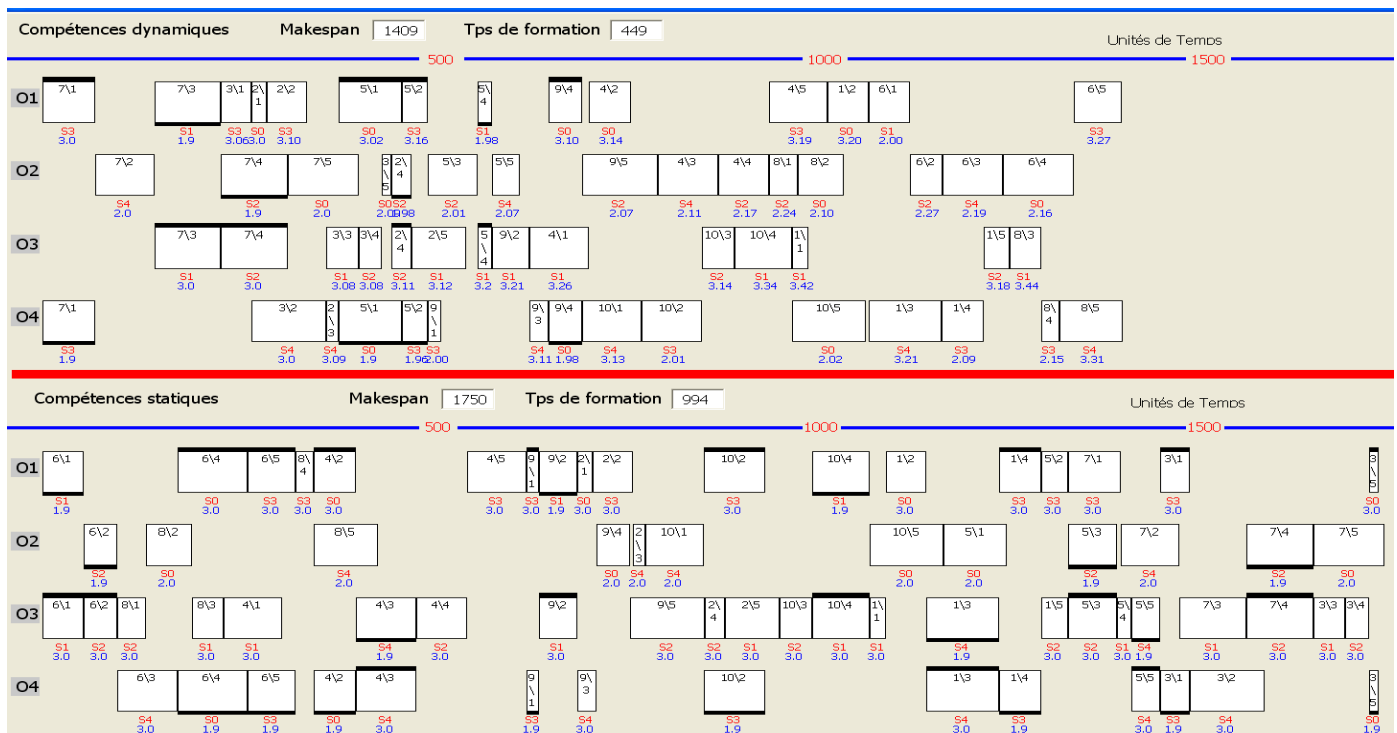 Compétences dynamiques Makespan 1409 Tps de formation 449
Unités de Temps
500 1000 1500
O1 7\1 7\3 3\1 2\1 2\2 5\1 5\2 5\4 9\4 4\2 4\5 1\2 6\1 6\5
S3 S1 S3 S0 S3 S0 S3 S1 S0 S0 S3 S0 S1 S3
3.0 1.9 3.06 3.0 3.10 3.02 3.16 1.98 3.10 3.14 3.19 3.20 2.00 3.27
O2 7\2 7\4 7\5 3\5 2\4 5\3 5\5 9\5 4\3 4\4 8\1 8\2 6\2 6\3 6\4
S4 S2 S0 S0 S2 S2 S4 S2 S4 S2 S2 S0 S2 S4 S0
2.0 1.9 2.0 1.98 2.01 2.07 2.07 2.11 2.17 2.24 2.10 2.27 2.19 2.16
O3 7\3 7\4 3\3 3\4 2\4 2\5 5\4 9\2 4\1 10\3 10\4 1\1 1\5 8\3
S1 S2 S1 S2 S2 S1 S1 S1 S1 S2 S1 S1 S2 S1
3.0 3.0 3.08 3.08 3.11 3.12 3.2 3.21 3.26 3.14 3.34 3.42 3.18 3.44
O4 7\1 3\2 2\3 5\1 5\2 9\1 9\3 9\4 10\1 10\2 10\5 1\3 1\4 8\4 8\5
S3 S4 S4 S0 S3 S3 S4 S0 S4 S3 S0 S4 S3 S3 S4
1.9 3.0 3.09 1.9 1.96 2.00 3.11 1.98 3.13 2.01 2.02 3.21 2.09 2.15 3.31
Compétences statiques Makespan 1750 Tps de formation 994
Unités de Temps
500 1000 1500
O1 6\1 6\4 6\5 8\4 4\2 4\5 9\1 9\2 2\1 2\2 10\2 10\4 1\2 1\4 5\2 7\1 3\1 3\5
S1 S0 S3 S3 S0 S3 S3 S1 S0 S3 S3 S1 S0 S3 S3 S3 S3 S0
1.9 3.0 3.0 3.0 3.0 3.0 3.0 1.9 3.0 3.0 3.0 1.9 3.0 3.0 3.0 3.0 3.0 3.0
O2 6\2 8\2 8\5 9\4 2\3 10\1 10\5 5\1 5\3 7\2 7\4 7\5
S2 S0 S4 S0 S4 S4 S0 S0 S2 S4 S2 S0
1.9 2.0 2.0 2.0 2.0 2.0 2.0 2.0 1.9 2.0 1.9 2.0
O3 6\1 6\2 8\1 8\3 4\1 4\3 4\4 9\2 9\5 2\4 2\5 10\3 10\4 1\1 1\3 1\5 5\3 5\4 5\5 7\3 7\4 3\3 3\4
S1 S2 S2 S1 S1 S4 S2 S1 S2 S2 S1 S2 S1 S1 S4 S2 S2 S1 S4 S1 S2 S1 S2
3.0 3.0 3.0 3.0 3.0 1.9 3.0 3.0 3.0 3.0 3.0 3.0 3.0 3.0 1.9 3.0 3.0 3.0 1.9 3.0 3.0 3.0 3.0
O4 6\3 6\4 6\5 4\2 4\3 9\1 9\3 10\2 1\3 1\4 5\5 3\1 3\2 3\5
S4 S0 S3 S0 S4 S3 S4 S3 S4 S3 S4 S3 S4 S0
3.0 1.9 1.9 1.9 3.0 1.9 3.0 1.9 3.0 1.9 3.0 1.9 3.0 1.9